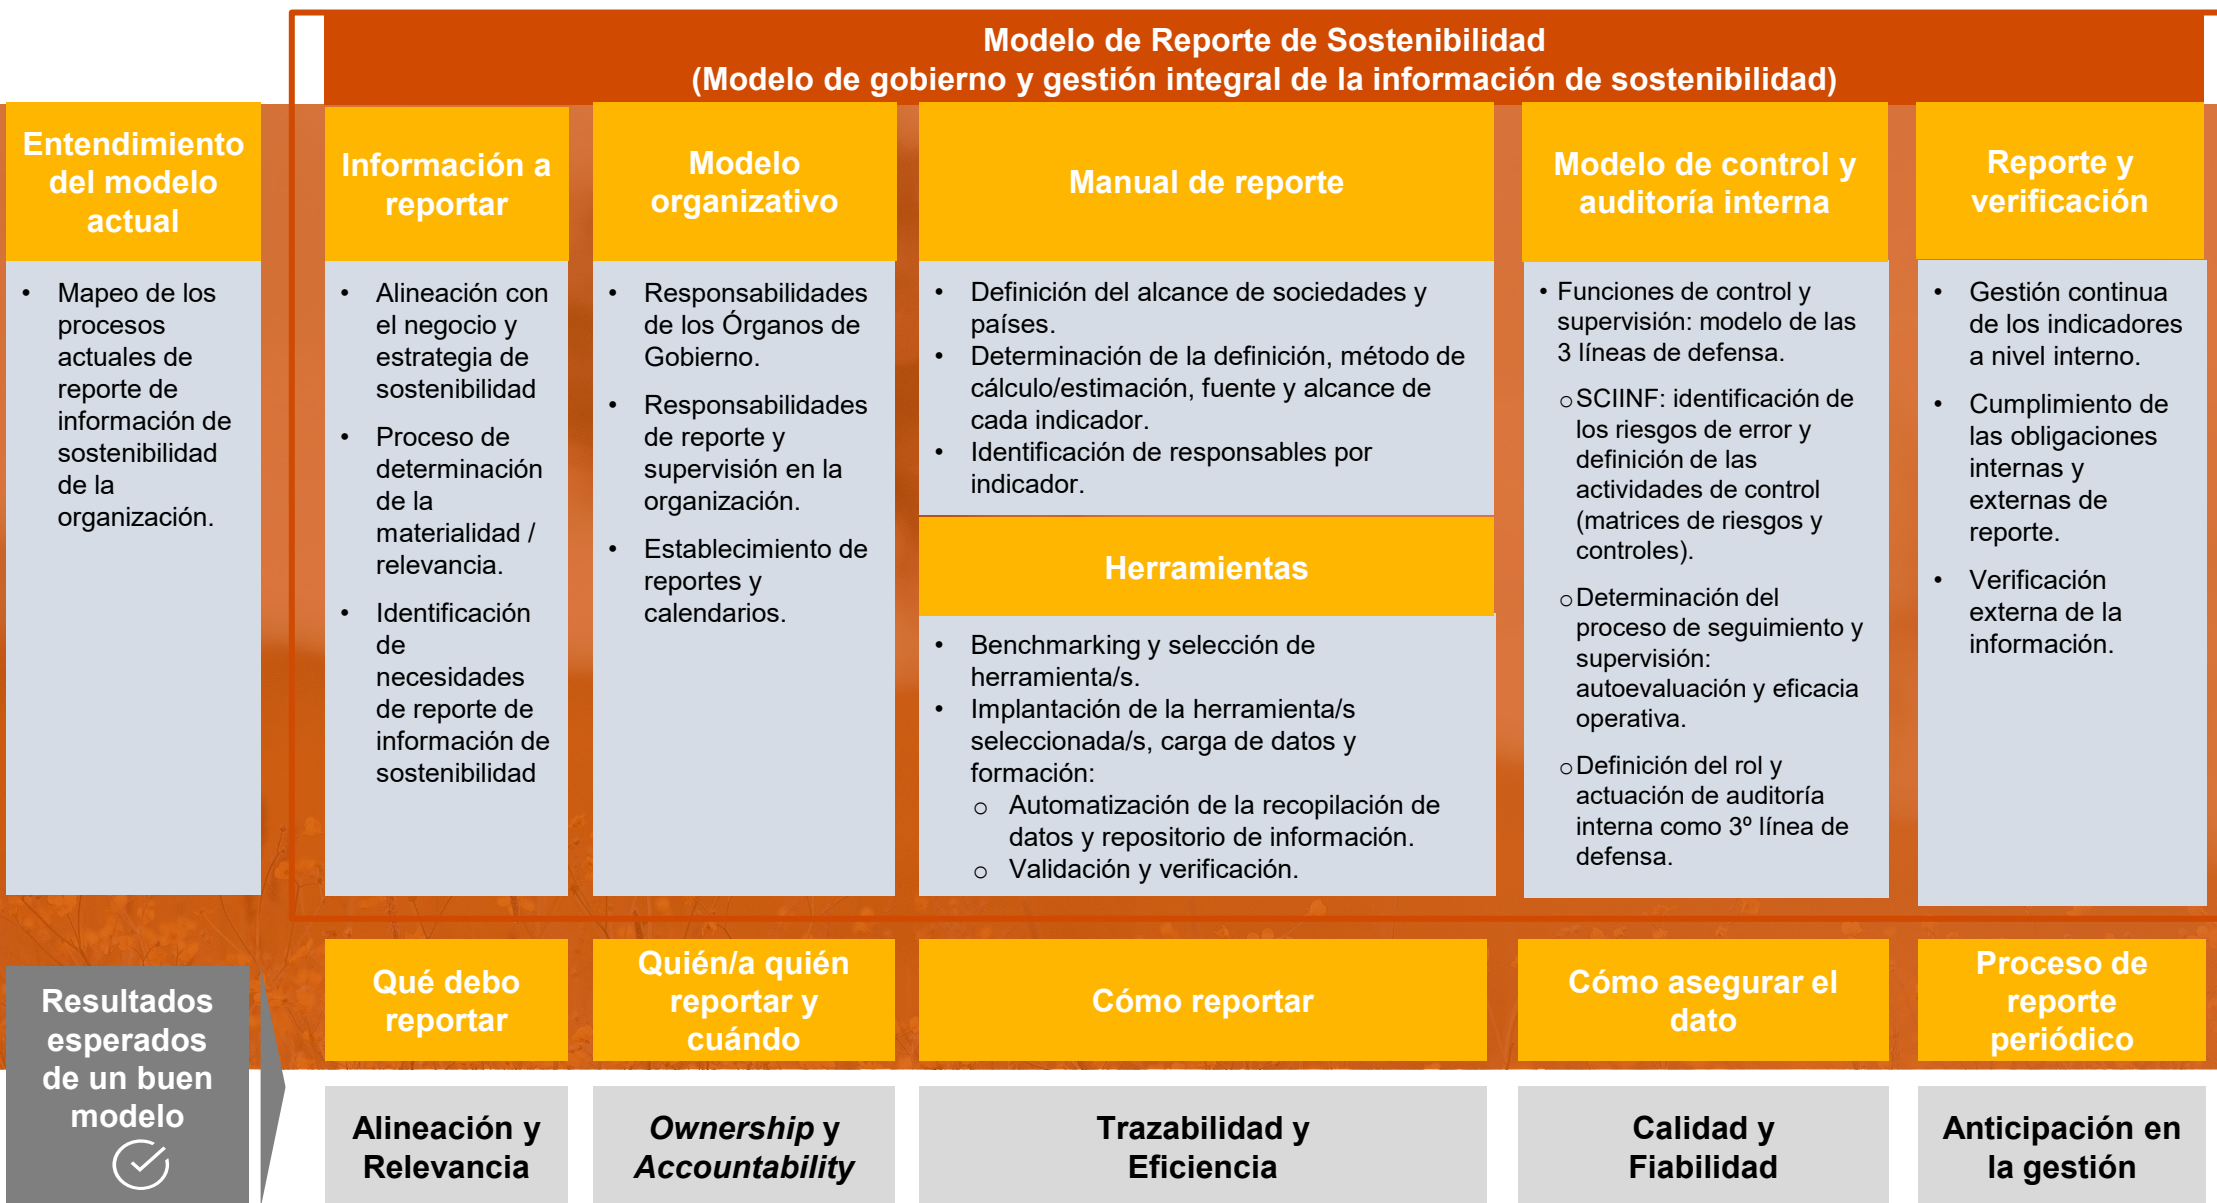 Modelo de Reporte de Sostenibilidad
(Modelo de gobierno y gestión integral de la información de sostenibilidad)
Entendimiento
del modelo
actual
• Mapeo de los
procesos
actuales de
reporte de
información de
sostenibilidad
de la
organización.
Información a
reportar
• Alineación con
el negocio y
estrategia de
sostenibilidad
• Proceso de
determinación
de la
materialidad /
relevancia.
• Identificación
de
necesidades
de reporte de
información de
sostenibilidad
Modelo
organizativo
• Responsabilidades
de los Órganos de
Gobierno.
• Responsabilidades
de reporte y
supervisión en la
organización.
• Establecimiento de
reportes y
calendarios.
Manual de reporte
• Definición del alcance de sociedades y
países.
• Determinación de la definición, método de
cálculo/estimación, fuente y alcance de
cada indicador.
• Identificación de responsables por
indicador.
Herramientas
• Benchmarking y selección de
herramienta/s.
• Implantación de la herramienta/s
seleccionada/s, carga de datos y
formación:
o Automatización de la recopilación de
datos y repositorio de información.
o Validación y verificación.
Modelo de control y
auditoría interna
• Funciones de control y
supervisión: modelo de las
3 líneas de defensa.
o SCIINF: identificación de
los riesgos de error y
definición de las
actividades de control
(matrices de riesgos y
controles).
o Determinación del
proceso de seguimiento y
supervisión:
autoevaluación y eficacia
operativa.
o Definición del rol y
actuación de auditoría
interna como 3º línea de
defensa.
Reporte y
verificación
• Gestión continua
de los indicadores
a nivel interno.
• Cumplimiento de
las obligaciones
internas y
externas de
reporte.
• Verificación
externa de la
información.
Resultados
esperados
de un buen
modelo
Qué debo
reportar
Quién/a quién
reportar y
cuándo
Cómo reportar
Cómo asegurar el
dato
Proceso de
reporte
periódico
Alineación y
Relevancia
Ownership y
Accountability
Trazabilidad y
Eficiencia
Calidad y
Fiabilidad
Anticipación en
la gestión